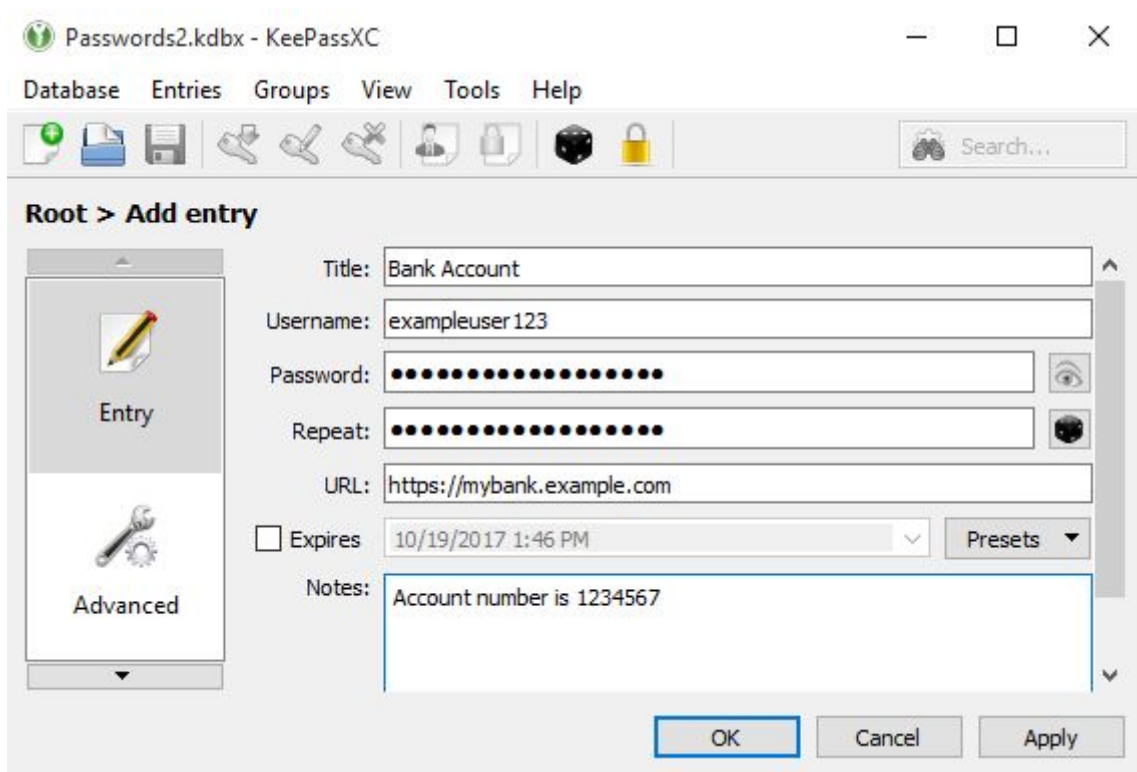 Passwords2.kdbx - KeePassXC
Database Entries Groups View Tools Help
Search...
Root > Add entry
Title: Bank Account
Username: exampleuser123
Password: ●●●●●●●●●●●●●●●●●●
Repeat: ●●●●●●●●●●●●●●●●●●
URL: https://mybank.example.com
Expires 10/19/2017 1:46 PM Presets
Notes: Account number is 1234567
Entry
Advanced
OK Cancel Apply